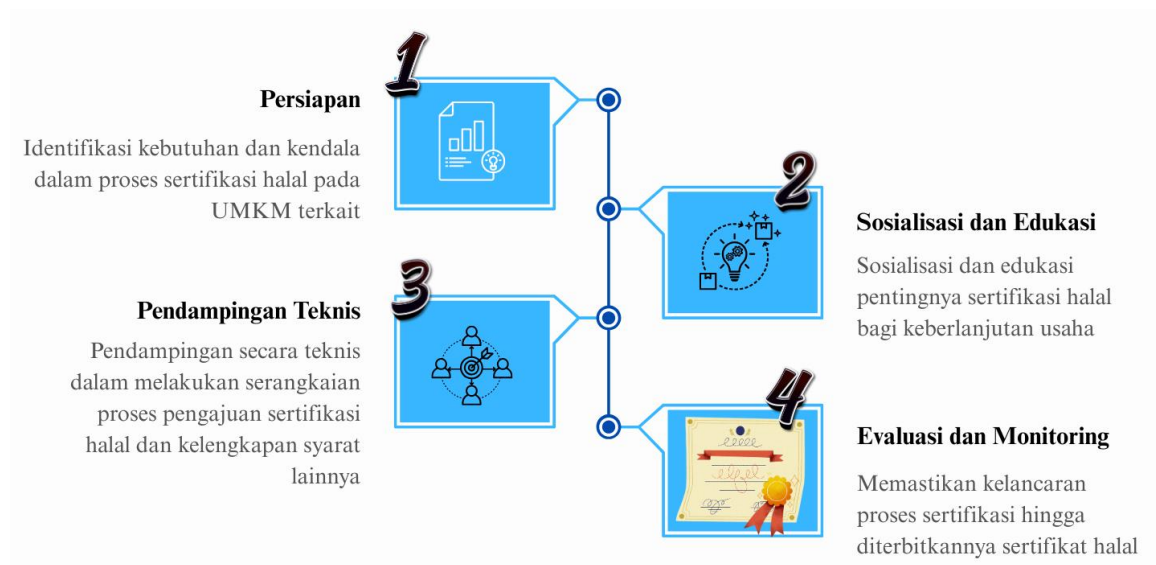 1
Persiapan
Identifikasi kebutuhan dan kendala
dalam proses sertifikasi halal pada
UMKM terkait
2
Sosialisasi dan Edukasi
Sosialisasi dan edukasi
pentingnya sertifikasi halal
bagi keberlanjutan usaha
3
Pendampingan Teknis
Pendampingan secara teknis
dalam melakukan serangkaian
proses pengajuan sertifikasi
halal dan kelengkapan syarat
lainnya
4
Evaluasi dan Monitoring
Memastikan kelancaran
proses sertifikasi hingga
diterbitkannya sertifikat halal